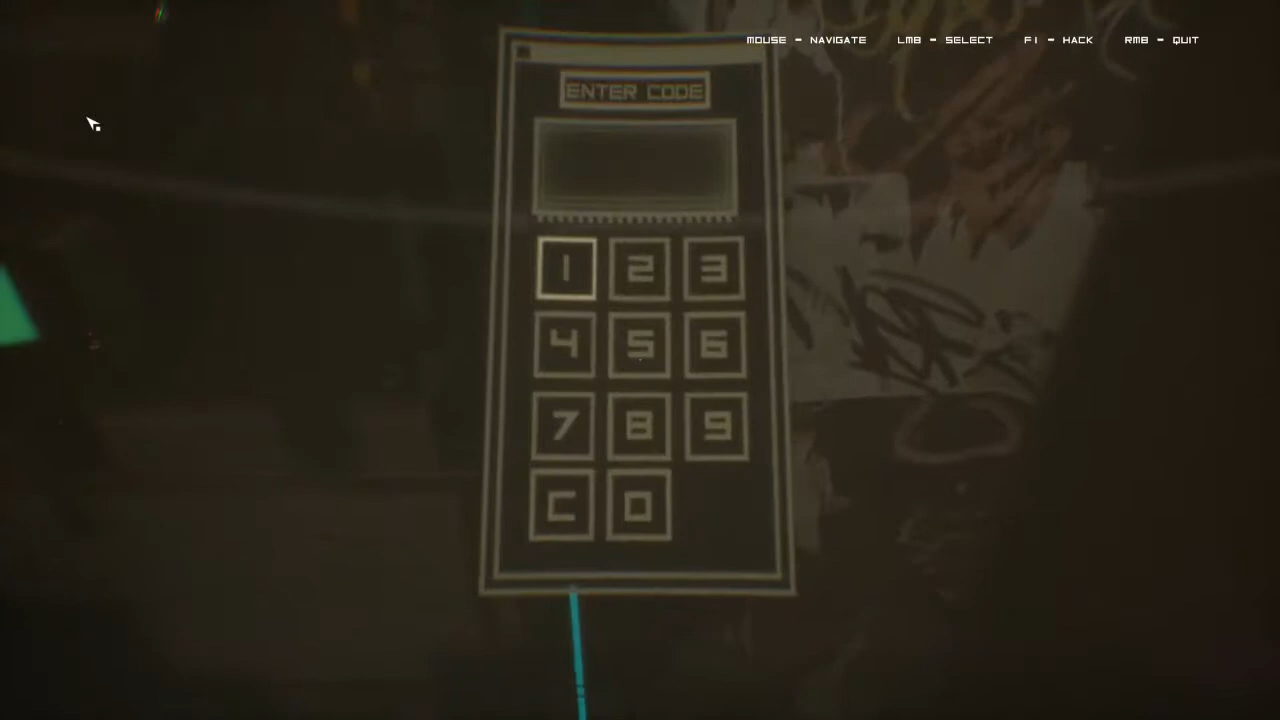 MOUSE - NAVIGATE LMB - SELECT F1 - HACK RMB - QUIT
ENTER CODE
1 2 3
4 5 6
7 8 9
C 0